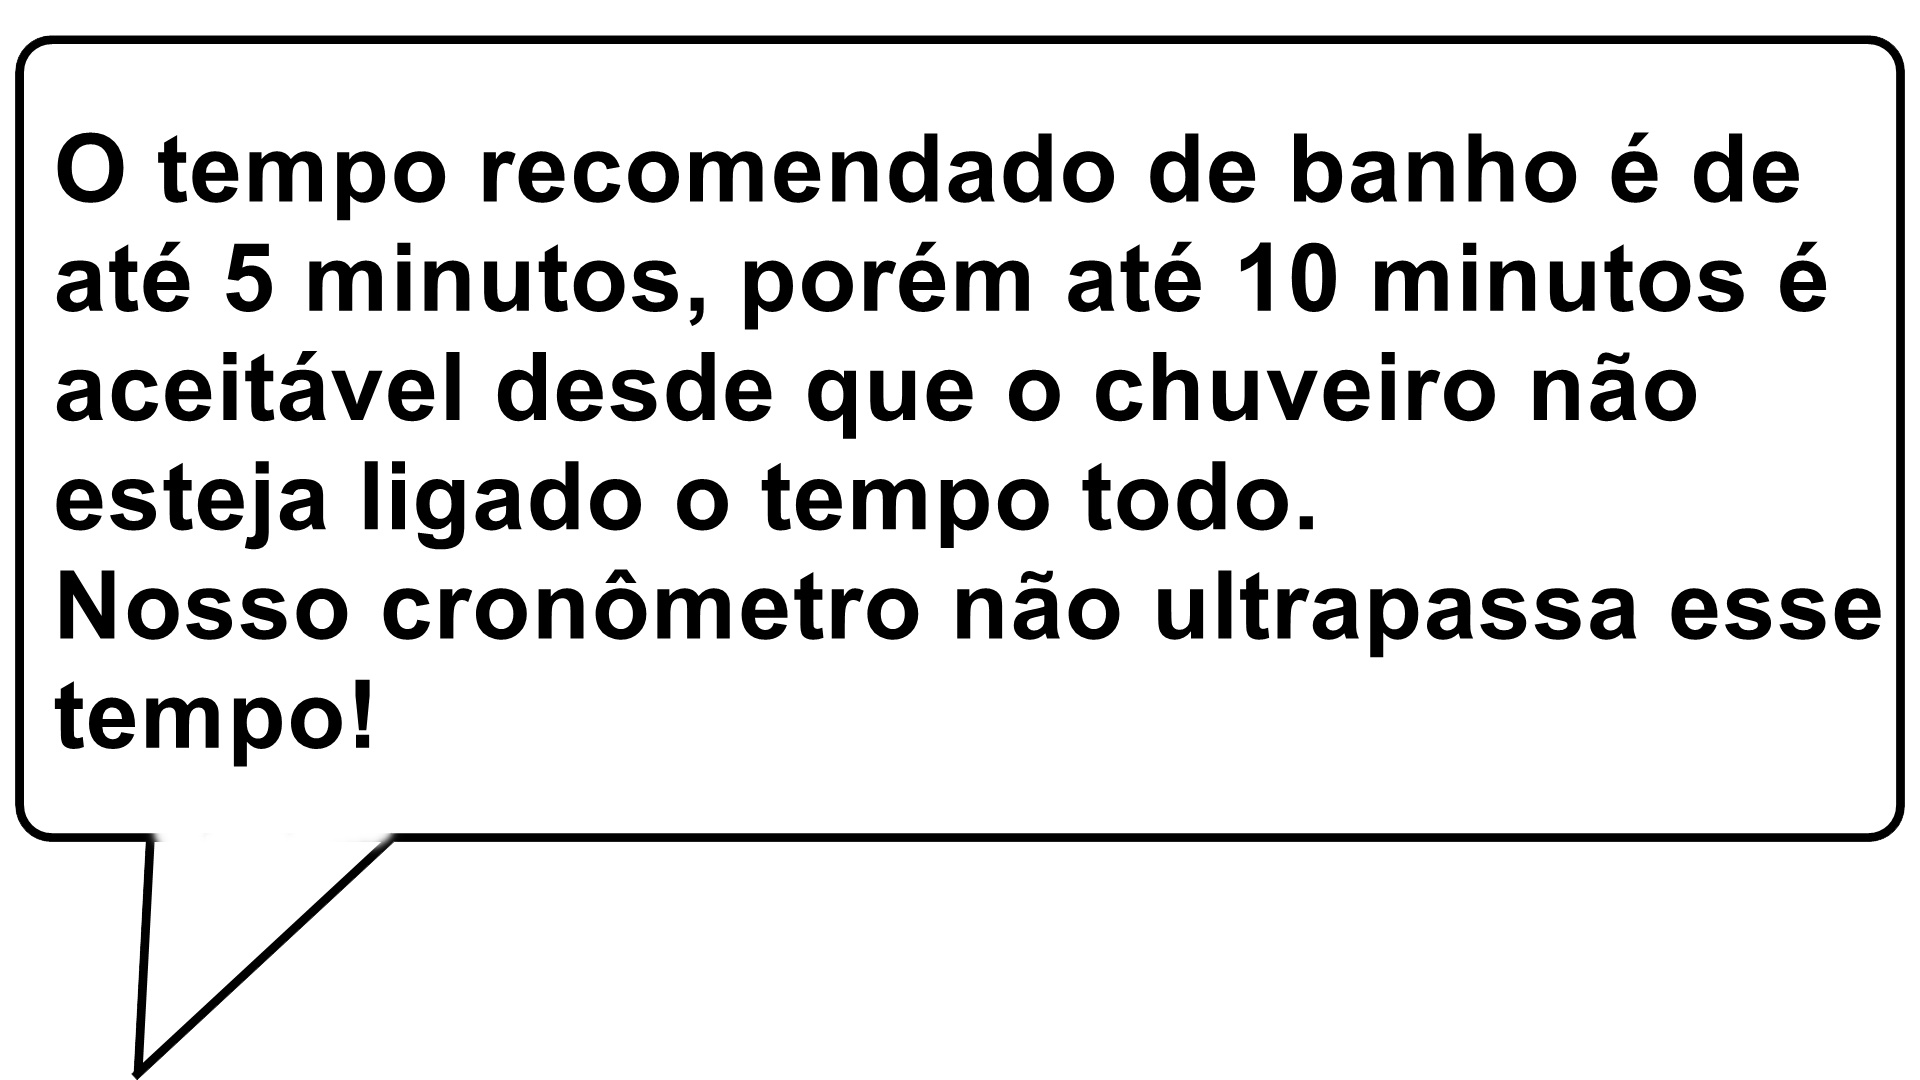 O tempo recomendado de banho é de
até 5 minutos, porém até 10 minutos é
aceitável desde que o chuveiro não
esteja ligado o tempo todo.
Nosso cronômetro não ultrapassa esse
tempo!